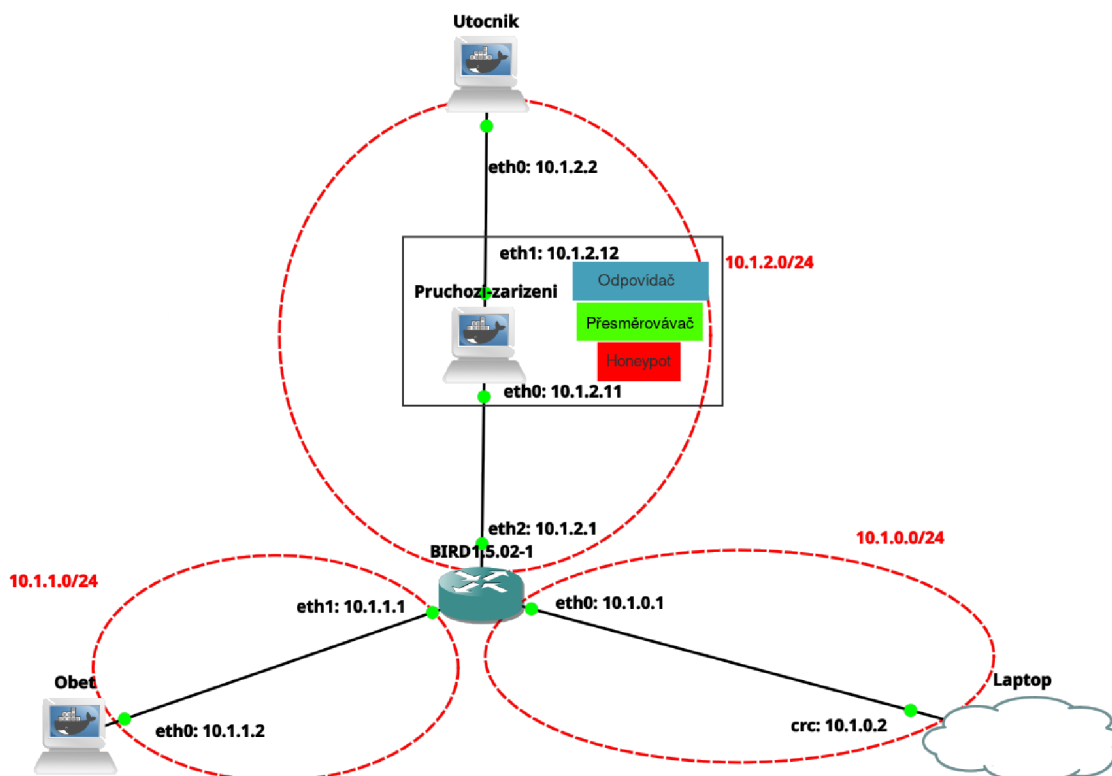 Utocnik
eth0: 10.1.2.2
eth1: 10.1.2.12
10.1.2.0/24
Odpovídač
Pruchozi-zarizeni
Přesměrovávač
Honeypot
eth0: 10.1.2.11
eth2: 10.1.2.1
BIRD1.5.02-1
10.1.0.0/24
10.1.1.0/24
eth1: 10.1.1.1
eth0: 10.1.0.1
Obet
Laptop
eth0: 10.1.1.2
crc: 10.1.0.2